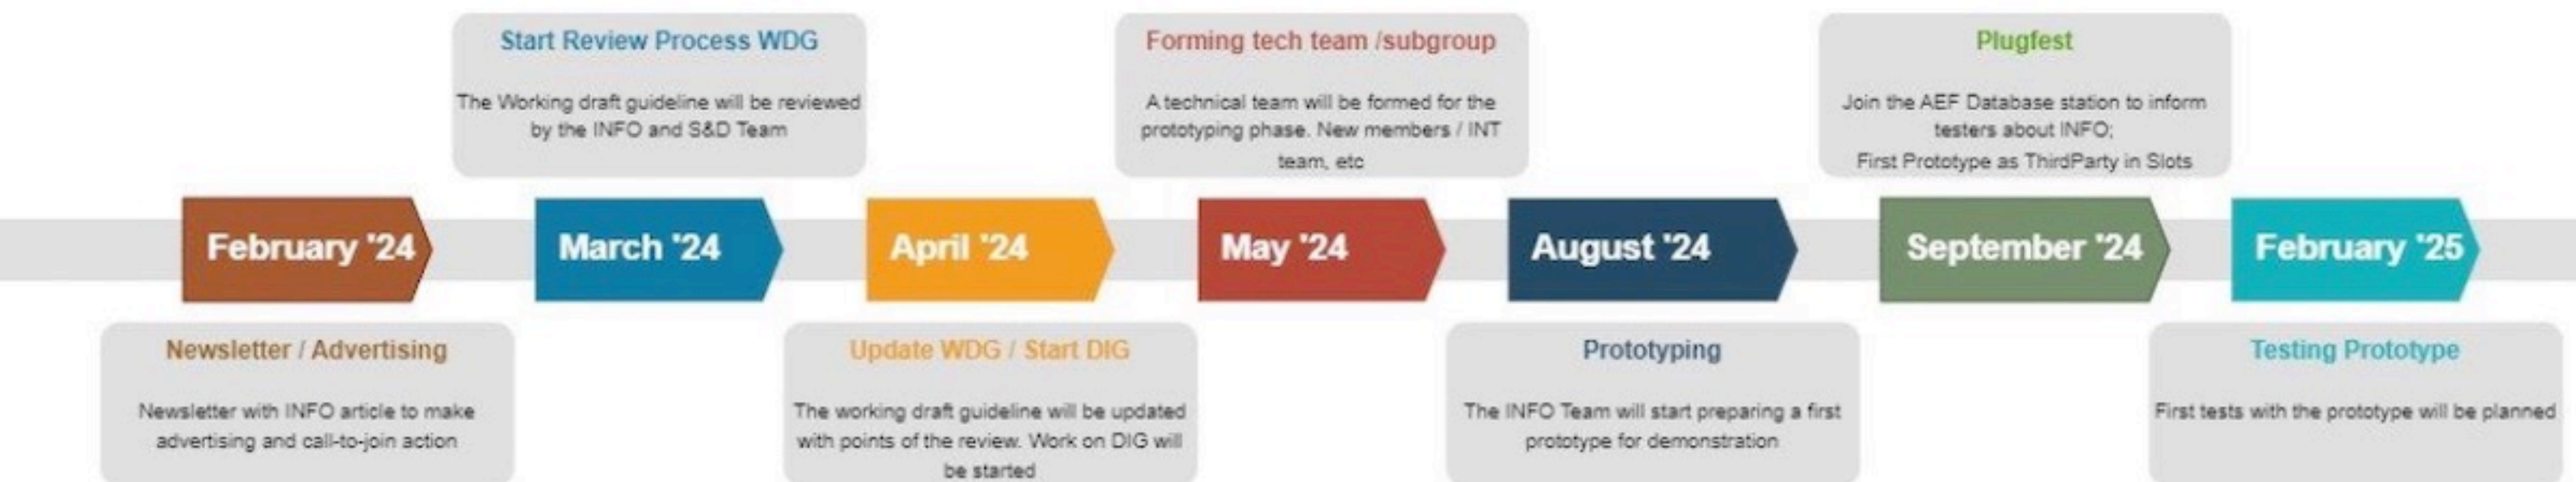 Start Review Process WDG
The Working draft guideline will be reviewed
by the INFO and S&D Team
Forming tech team /subgroup
A technical team will be formed for the
prototyping phase. New members / INT
team, etc
Plugfest
Join the AEF Database station to inform
testers about INFO;
First Prototype as ThirdParty in Slots
February '24
March '24
April '24
May '24
August '24
September '24
February '25
Newsletter / Advertising
Newsletter with INFO article to make
advertising and call-to-join action
Update WDG / Start DIG
The working draft guideline will be updated
with points of the review. Work on DIG will
be started
Prototyping
The INFO Team will start preparing a first
prototype for demonstration
Testing Prototype
First tests with the prototype will be planned